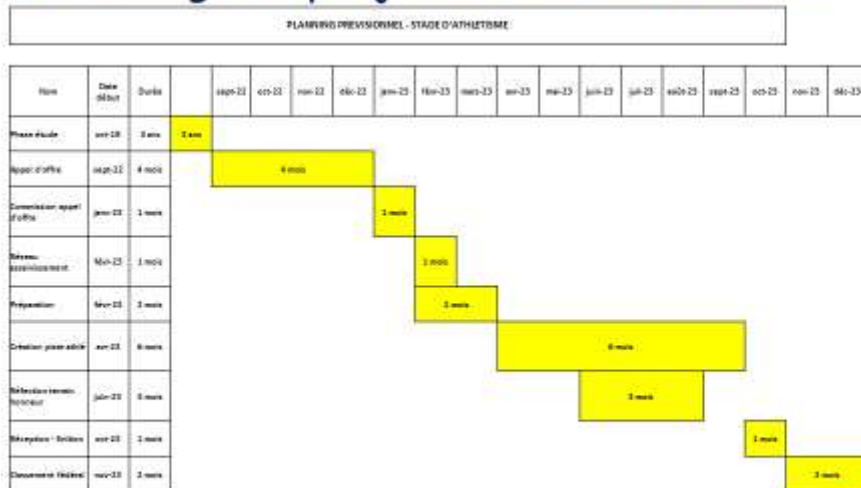 PLANNING PREVISIONNEL - STADE D'ATHLETISME
Nom Date début Durée sept-22 oct-22 nov-22 déc-22 janv-23 févr-23 mars-23 avr-23 mai-23 juin-23 juil-23 août-23 sept-23 oct-23 nov-23 déc-23
Phase étude 3 ans 3 ans
Appel d'offre sept-22 4 mois 4 mois
Commission appel d'offre janv-23 1 mois 1 mois
Réseau assainissement févr-23 1 mois 1 mois
Préparation févr-23 2 mois 2 mois
Création piste athlé avr-23 6 mois 6 mois
Réfection terrain honneur juin-23 3 mois 3 mois
Réception - finition oct-23 1 mois 1 mois
Classement fédéral nov-23 2 mois 2 mois